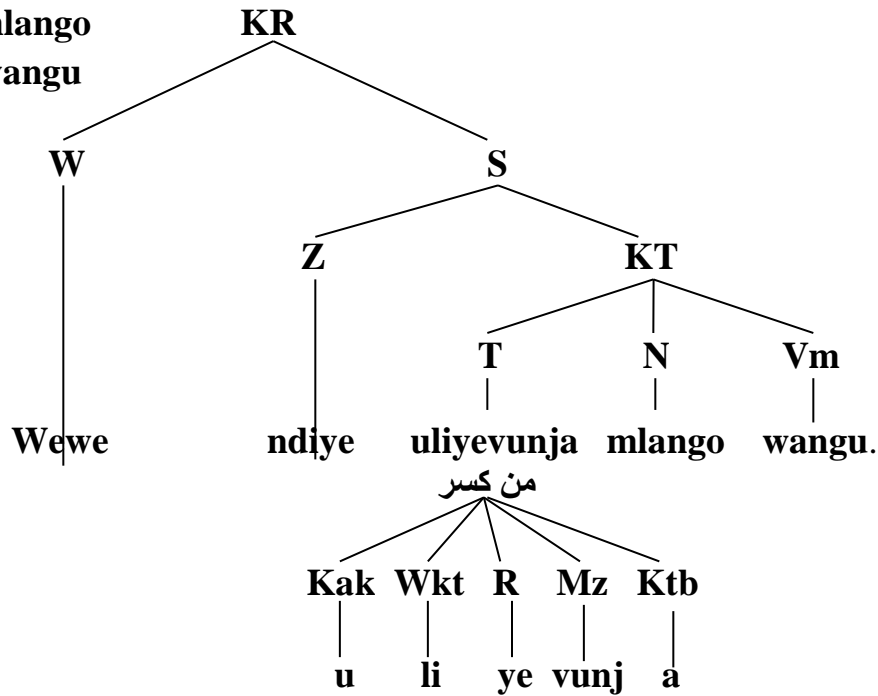 KR
W S
Z KT
T N Vm
Wewe ndiye uliyevunja mlango wangu.
من كسر
Kak Wkt R Mz Ktb
u li ye vunj a